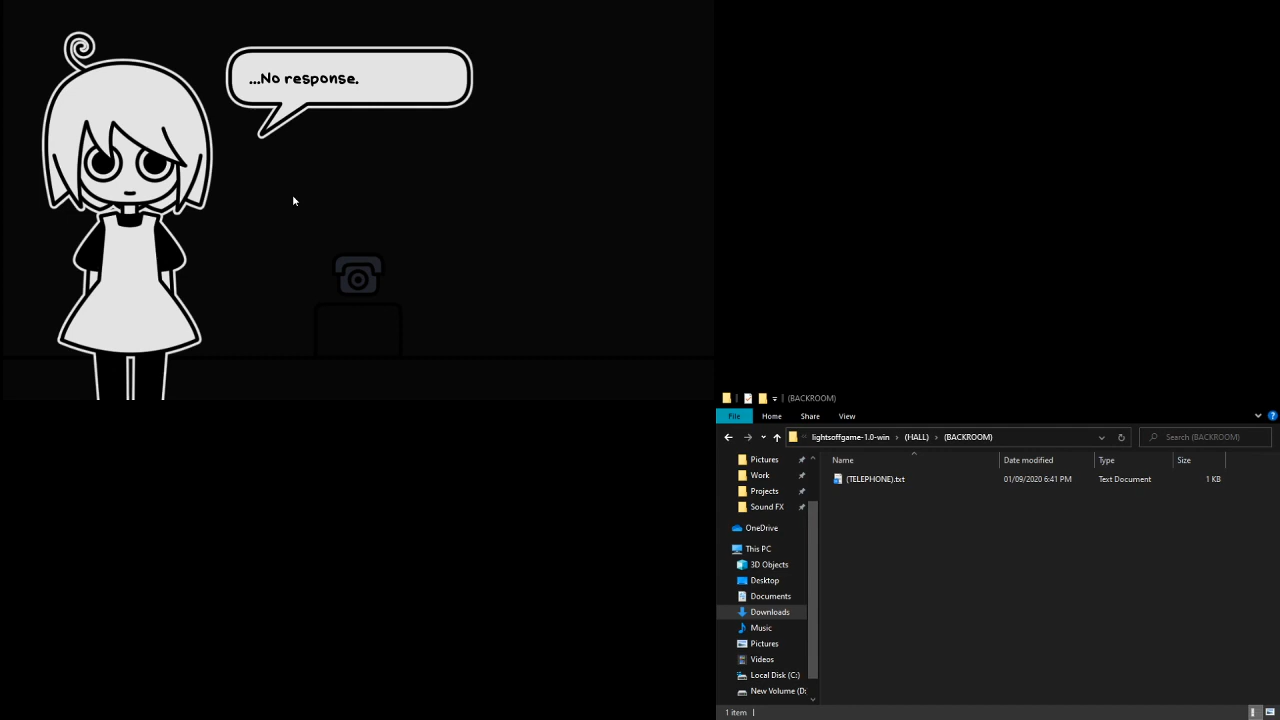 ...No response.
(BACKROOM)
File Home Share View
lightsoffgame-1.0-win > (HALL) > (BACKROOM)
Search (BACKROOM)
Name Date modified Type Size
(TELEPHONE).txt 01/09/2020 6:41 PM Text Document 1 KB
Pictures
Work
Projects
Sound FX
OneDrive
This PC
3D Objects
Desktop
Documents
Downloads
Music
Pictures
Videos
Local Disk (C:)
New Volume (D:
1 item